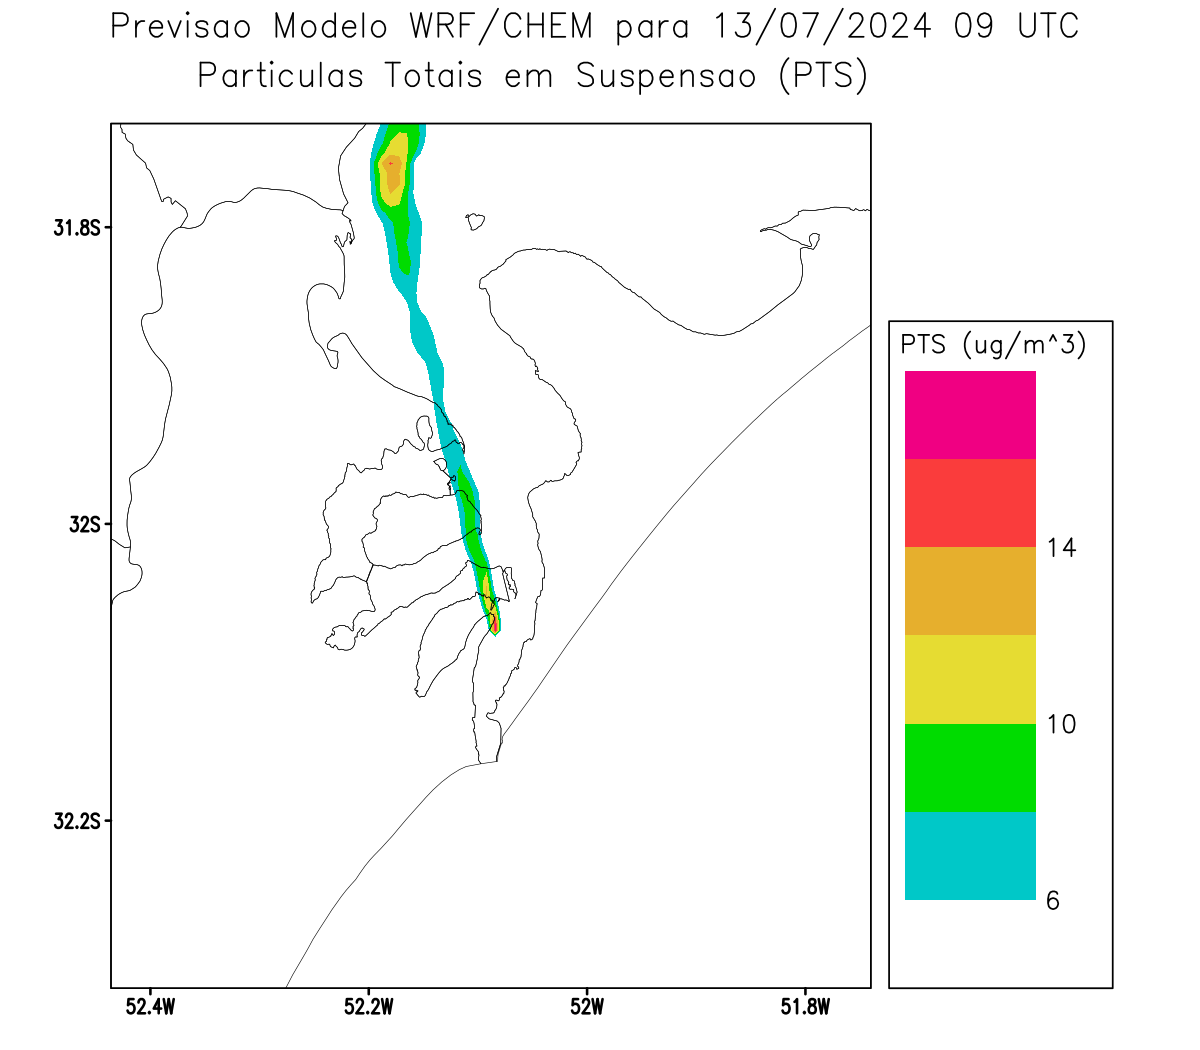 Previsao Modelo WRF/CHEM para 13/07/2024 09 UTC
Particulas Totais em Suspensao (PTS)
31.8S
32S
32.2S
52.4W
52.2W
52W
51.8W
PTS (ug/m^3)
14
10
6